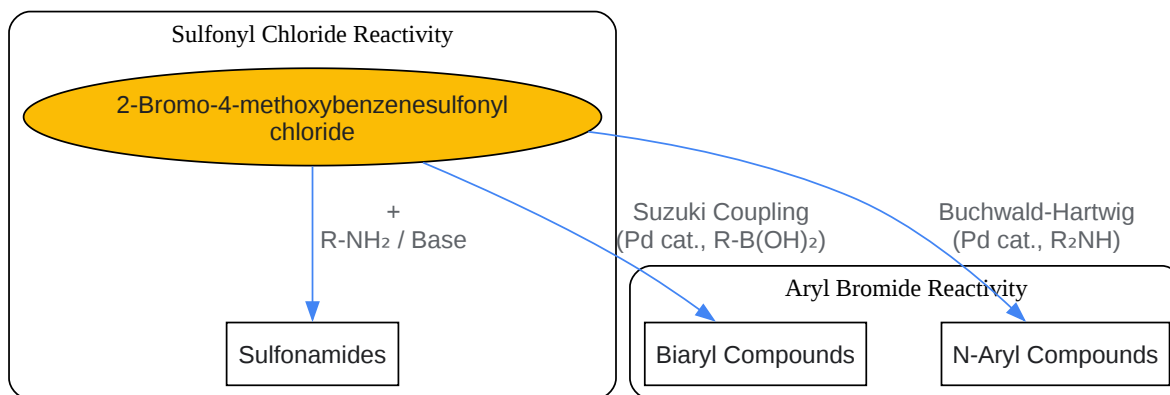 Sulfonyl Chloride Reactivity
2-Bromo-4-methoxybenzenesulfonyl
chloride
+
R-NH₂ / Base
Suzuki Coupling
(Pd cat., R-B(OH)₂)
Buchwald-Hartwig
(Pd cat., R₂NH)
Aryl Bromide Reactivity
Sulfonamides
Biaryl Compounds
N-Aryl Compounds